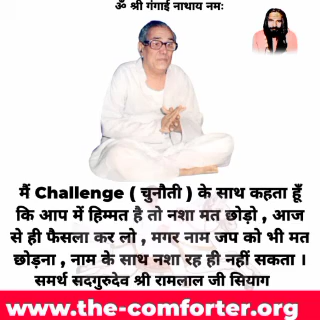 ॐ श्री गंगाई नाथाय नमः
मैं Challenge ( चुनौती ) के साथ कहता हूँ
कि आप में हिम्मत है तो नशा मत छोड़ो , आज
से ही फैसला कर लो , मगर नाम जप को भी मत
छोड़ना , नाम के साथ नशा रह ही नहीं सकता ।
समर्थ सदगुरुदेव श्री रामलाल जी सियाग
www.the-comforter.org